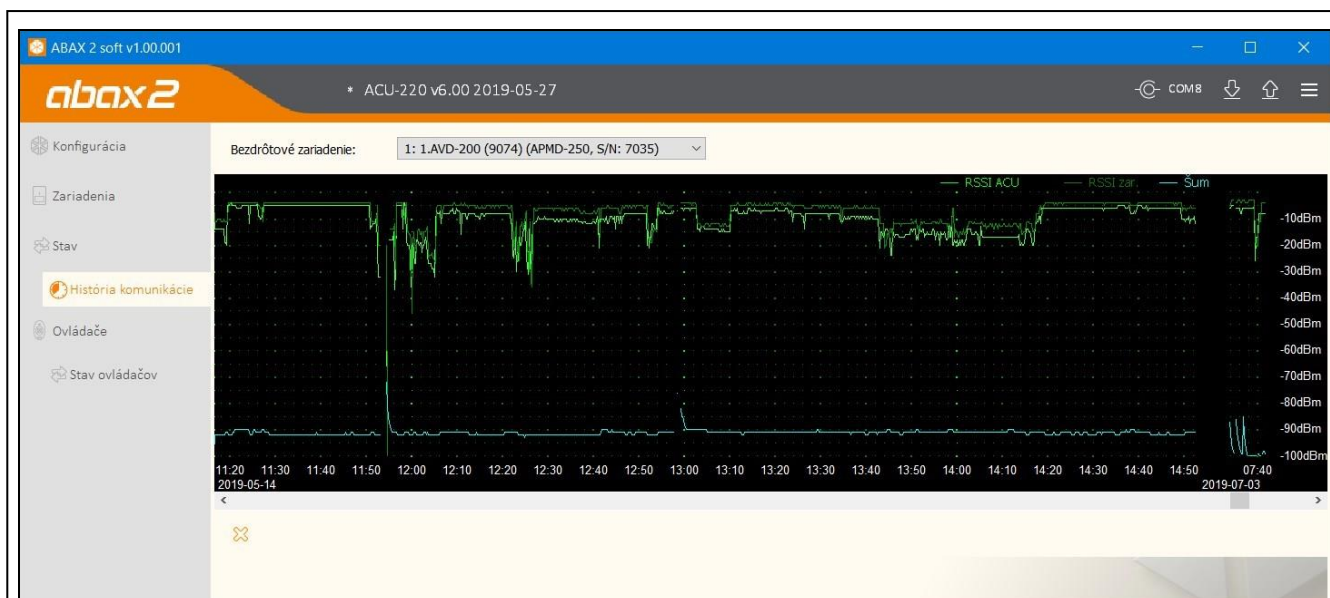 ABAX 2 soft v1.00.001
abax2
* ACU-220 v6.00 2019-05-27
COM8
Konfigurácia
Zariadenia
Stav
História komunikácie
Ovládače
Stav ovládačov
Bezdrôtové zariadenie: 1: 1.AVD-200 (9074) (APMD-250, S/N: 7035)
RSSI ACU RSSI zar. Šum
-10dBm
-20dBm
-30dBm
-40dBm
-50dBm
-60dBm
-70dBm
-80dBm
-90dBm
-100dBm
11:20 11:30 11:40 11:50 12:00 12:10 12:20 12:30 12:40 12:50 13:00 13:10 13:20 13:30 13:40 13:50 14:00 14:10 14:20 14:30 14:40 14:50 07:40
2019-05-14 2019-07-03